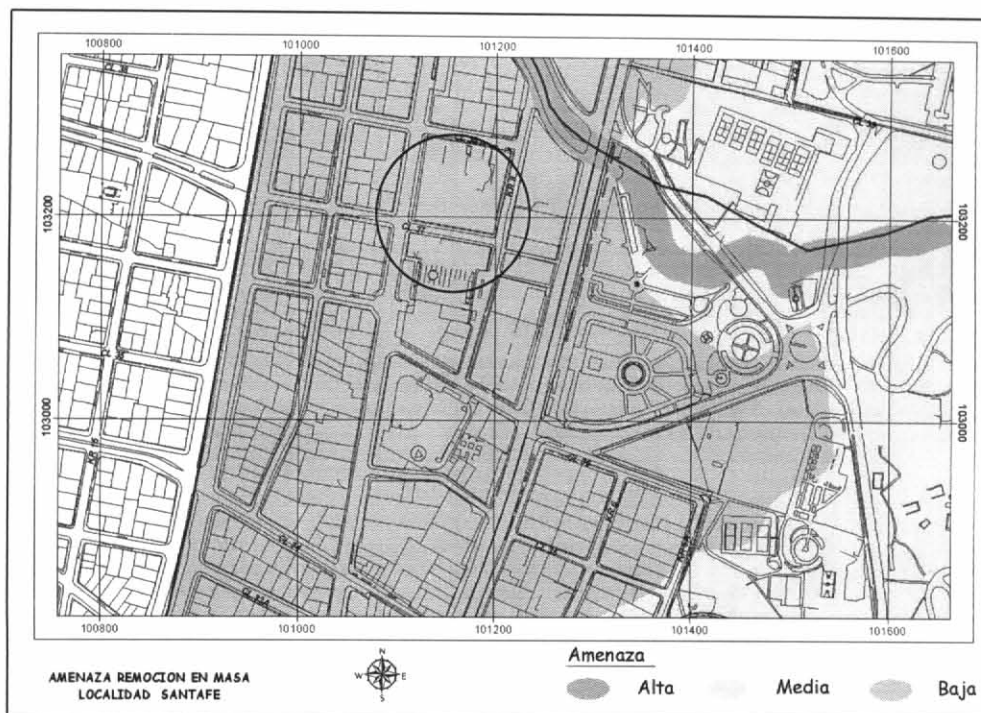 100800 101000 101200 101400 101600
103200 103200
103000 103000
100800 101000 101200 101400 101600
AMENAZA REMOCION EN MASA
LOCALIDAD SANTAFE
N
W E
S
Amenaza
Alta Media Baja